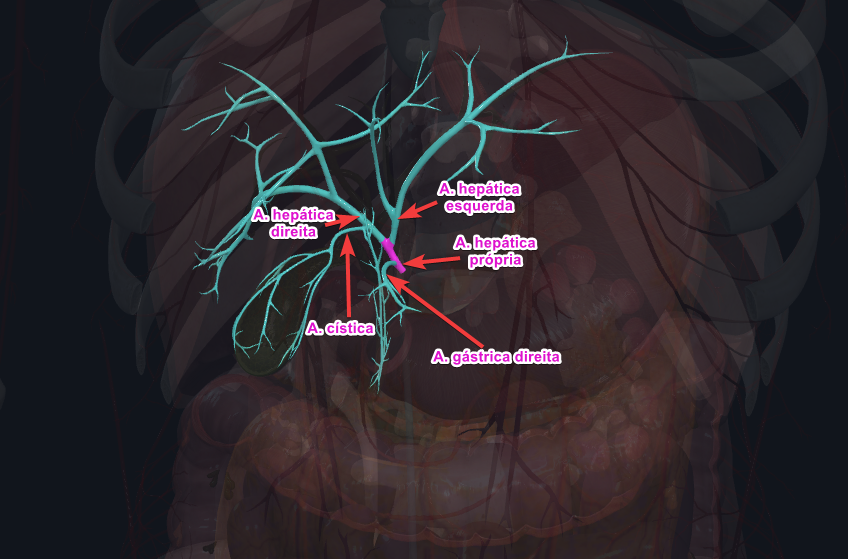 A. hepática
esquerda
A. hepática
direita
A. hepática
própria
A. cística
A. gástrica direita